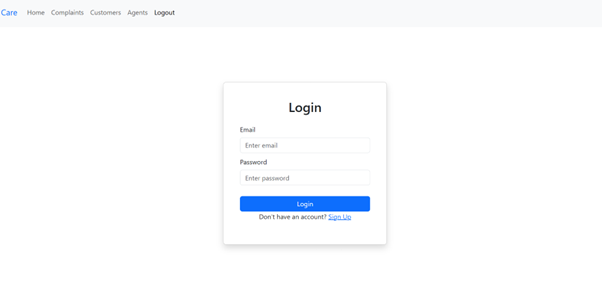 Care Home Complaints Customers Agents Logout
Login
Email
Enter email
Password
Enter password
Login
Don't have an account? Sign Up